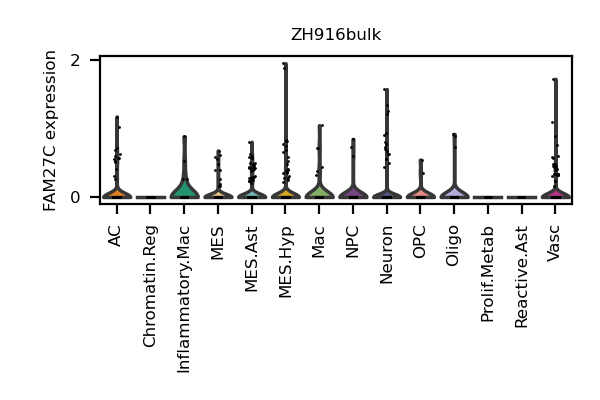 ZH916bulk
FAM27C expression
2
0
AC
Chromatin.Reg
Inflammatory.Mac
MES
MES.Ast
MES.Hyp
Mac
NPC
Neuron
OPC
Oligo
Prolif.Metab
Reactive.Ast
Vasc